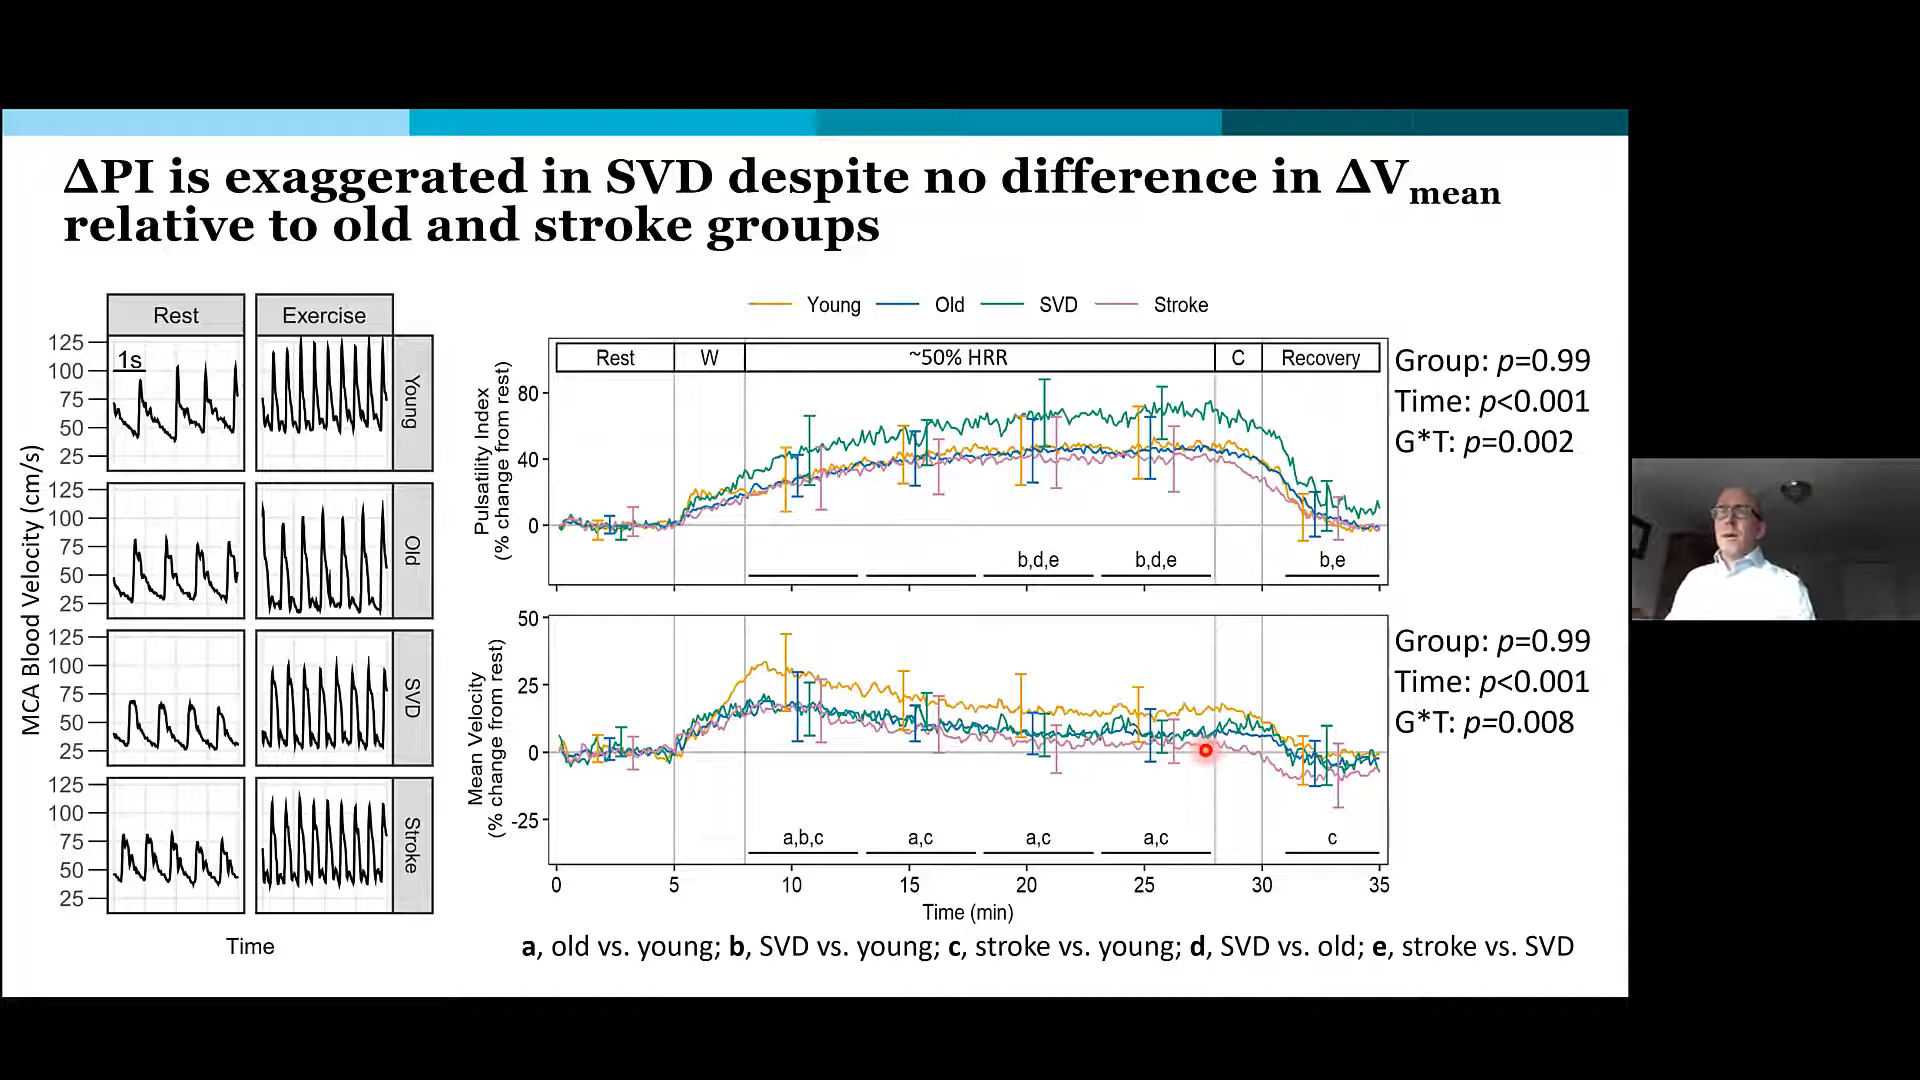 ΔPI is exaggerated in SVD despite no difference in ΔVmean
relative to old and stroke groups
Rest
Exercise
1s
125
100
75
50
25
Young
125
100
75
50
25
Old
125
100
75
50
25
SVD
125
100
75
50
25
Stroke
MCA Blood Velocity (cm/s)
Time
Young Old SVD Stroke
Rest W ~50% HRR C Recovery
Pulsatility Index
(% change from rest)
80
40
0
b,d,e b,d,e b,e
Group: p=0.99
Time: p<0.001
G*T: p=0.002
Mean Velocity
(% change from rest)
50
25
0
-25
a,b,c a,c a,c a,c c
0 5 10 15 20 25 30 35
Time (min)
Group: p=0.99
Time: p<0.001
G*T: p=0.008
a, old vs. young; b, SVD vs. young; c, stroke vs. young; d, SVD vs. old; e, stroke vs. SVD